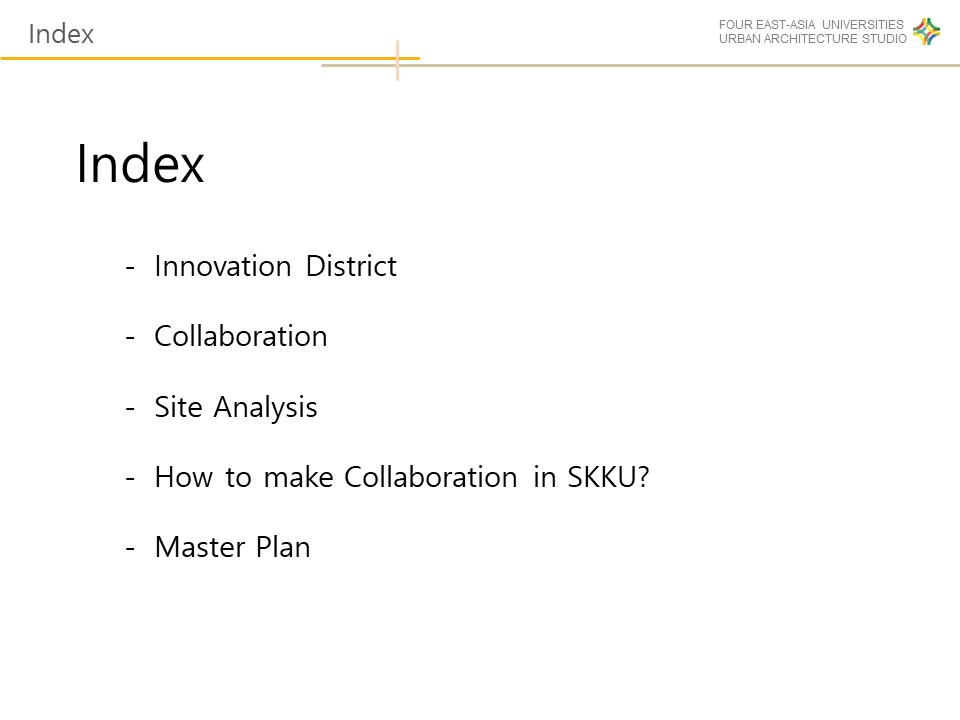 Index
FOUR EAST-ASIA UNIVERSITIES
URBAN ARCHITECTURE STUDIO
Index
- Innovation District
- Collaboration
- Site Analysis
- How to make Collaboration in SKKU?
- Master Plan